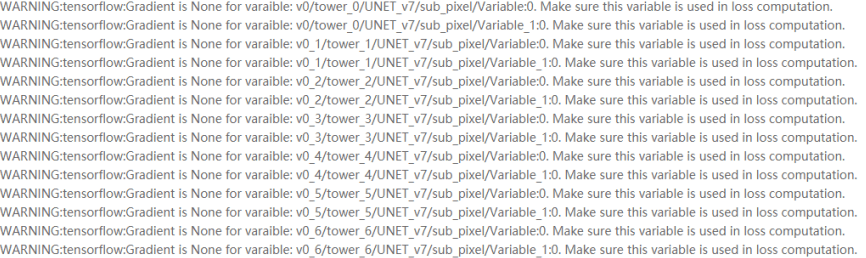 WARNING:tensorflow:Gradient is None for varaible: v0/tower_0/UNET_v7/sub_pixel/Variable:0. Make sure this variable is used in loss computation.
WARNING:tensorflow:Gradient is None for varaible: v0/tower_0/UNET_v7/sub_pixel/Variable_1:0. Make sure this variable is used in loss computation.
WARNING:tensorflow:Gradient is None for varaible: v0_1/tower_1/UNET_v7/sub_pixel/Variable:0. Make sure this variable is used in loss computation.
WARNING:tensorflow:Gradient is None for varaible: v0_1/tower_1/UNET_v7/sub_pixel/Variable_1:0. Make sure this variable is used in loss computation.
WARNING:tensorflow:Gradient is None for varaible: v0_2/tower_2/UNET_v7/sub_pixel/Variable:0. Make sure this variable is used in loss computation.
WARNING:tensorflow:Gradient is None for varaible: v0_2/tower_2/UNET_v7/sub_pixel/Variable_1:0. Make sure this variable is used in loss computation.
WARNING:tensorflow:Gradient is None for varaible: v0_3/tower_3/UNET_v7/sub_pixel/Variable:0. Make sure this variable is used in loss computation.
WARNING:tensorflow:Gradient is None for varaible: v0_3/tower_3/UNET_v7/sub_pixel/Variable_1:0. Make sure this variable is used in loss computation.
WARNING:tensorflow:Gradient is None for varaible: v0_4/tower_4/UNET_v7/sub_pixel/Variable:0. Make sure this variable is used in loss computation.
WARNING:tensorflow:Gradient is None for varaible: v0_4/tower_4/UNET_v7/sub_pixel/Variable_1:0. Make sure this variable is used in loss computation.
WARNING:tensorflow:Gradient is None for varaible: v0_5/tower_5/UNET_v7/sub_pixel/Variable:0. Make sure this variable is used in loss computation.
WARNING:tensorflow:Gradient is None for varaible: v0_5/tower_5/UNET_v7/sub_pixel/Variable_1:0. Make sure this variable is used in loss computation.
WARNING:tensorflow:Gradient is None for varaible: v0_6/tower_6/UNET_v7/sub_pixel/Variable:0. Make sure this variable is used in loss computation.
WARNING:tensorflow:Gradient is None for varaible: v0_6/tower_6/UNET_v7/sub_pixel/Variable_1:0. Make sure this variable is used in loss computation.